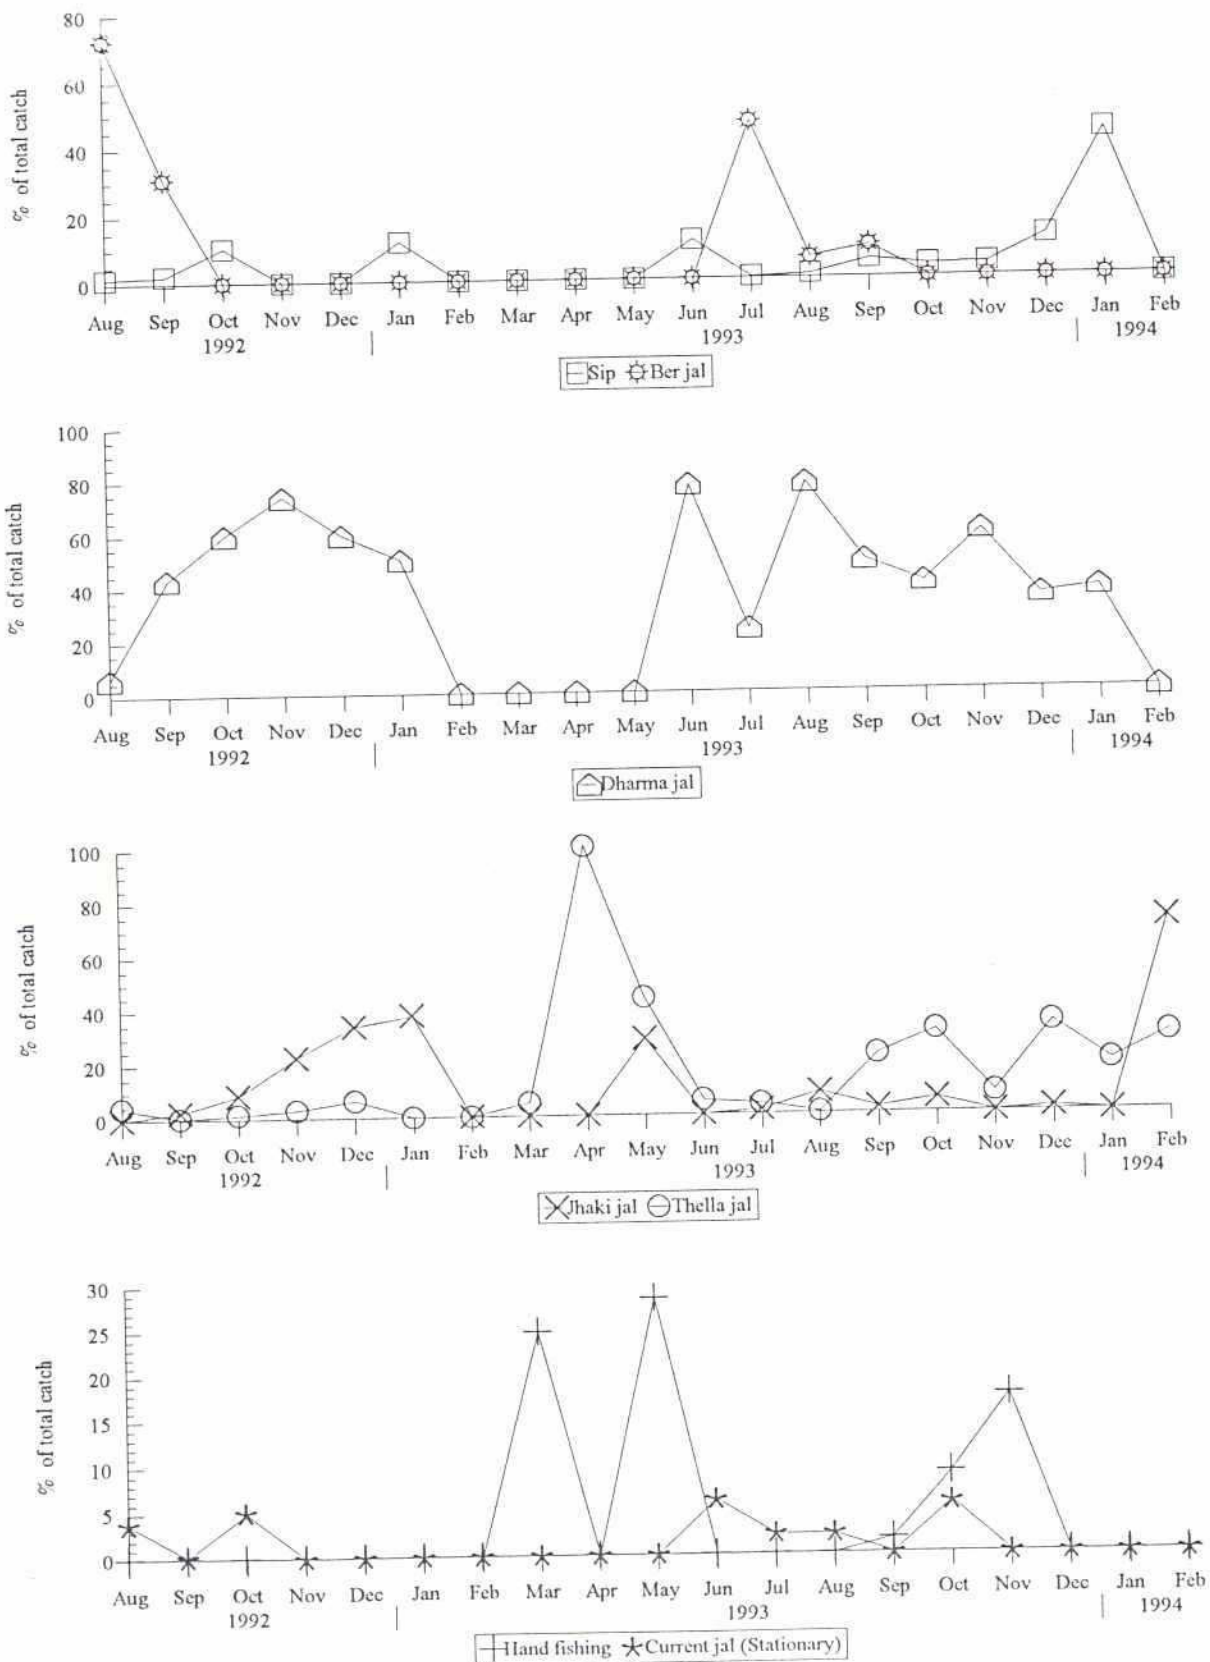 80
60
40
20
0
% of total catch
Aug Sep Oct Nov Dec Jan Feb Mar Apr May Jun Jul Aug Sep Oct Nov Dec Jan Feb
1992 | 1993 | 1994
Sip Ber jal
100
80
60
40
20
0
% of total catch
Aug Sep Oct Nov Dec Jan Feb Mar Apr May Jun Jul Aug Sep Oct Nov Dec Jan Feb
1992 | 1993 | 1994
Dharma jal
100
80
60
40
20
0
% of total catch
Aug Sep Oct Nov Dec Jan Feb Mar Apr May Jun Jul Aug Sep Oct Nov Dec Jan Feb
1992 | 1993 | 1994
Jhaki jal Thella jal
30
25
20
15
10
5
0
% of total catch
Aug Sep Oct Nov Dec Jan Feb Mar Apr May Jun Jul Aug Sep Oct Nov Dec Jan Feb
1992 | 1993 | 1994
Hand fishing Current jal (Stationary)